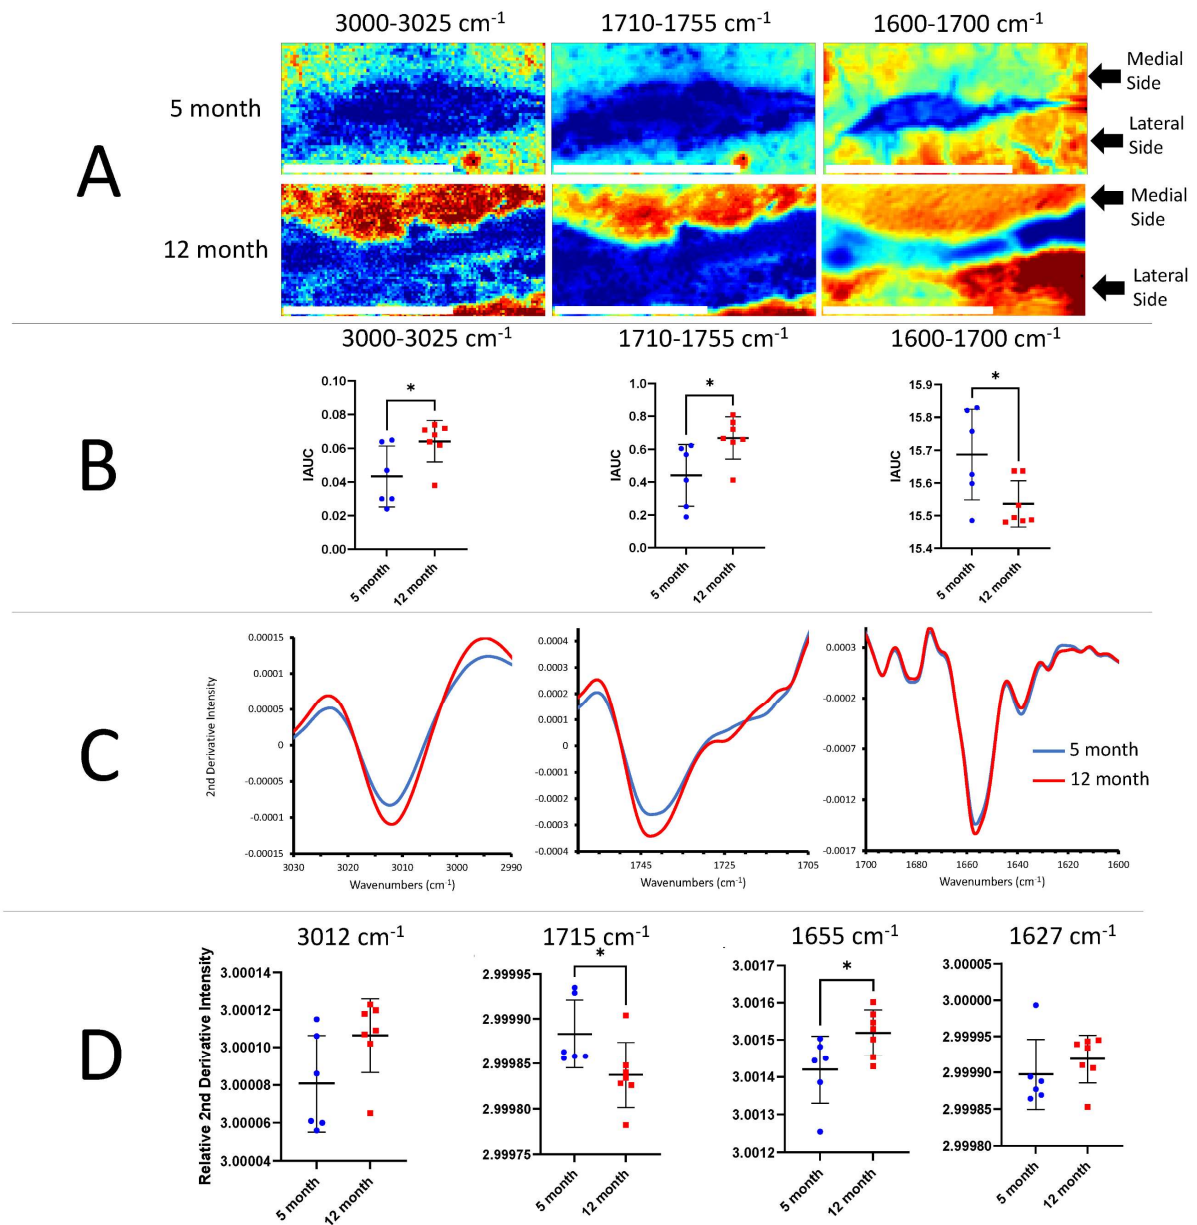 3000-3025 cm⁻¹ 1710-1755 cm⁻¹ 1600-1700 cm⁻¹
A
5 month
Medial
Side
Lateral
Side
12 month
Medial
Side
Lateral
Side
3000-3025 cm⁻¹ 1710-1755 cm⁻¹ 1600-1700 cm⁻¹
B
IAUC
0.10
0.08
0.06
0.04
0.02
0.00
*
5 month
12 month
IAUC
1.0
0.8
0.6
0.4
0.2
0.0
*
5 month
12 month
IAUC
15.9
15.8
15.7
15.6
15.5
15.4
*
5 month
12 month
C
2nd Derivative Intensity
0.00015
0.0001
0.00005
0
-0.00005
-0.0001
-0.00015
3030 3020 3010 3000 2990
Wavenumbers (cm⁻¹)
0.0004
0.0003
0.0002
0.0001
0
-0.0001
-0.0002
-0.0003
-0.0004
1745 1725 1705
Wavenumbers (cm⁻¹)
0.0003
-0.0002
-0.0007
-0.0012
-0.0017
1700 1680 1660 1640 1620 1600
Wavenumbers (cm⁻¹)
5 month
12 month
D
Relative 2nd Derivative Intensity
3012 cm⁻¹
3.00014
3.00012
3.00010
3.00008
3.00006
3.00004
5 month
12 month
1715 cm⁻¹
*
2.99995
2.99990
2.99985
2.99980
2.99975
5 month
12 month
1655 cm⁻¹
*
3.0017
3.0016
3.0015
3.0014
3.0013
3.0012
5 month
12 month
1627 cm⁻¹
3.00005
3.00000
2.99995
2.99990
2.99985
2.99980
5 month
12 month